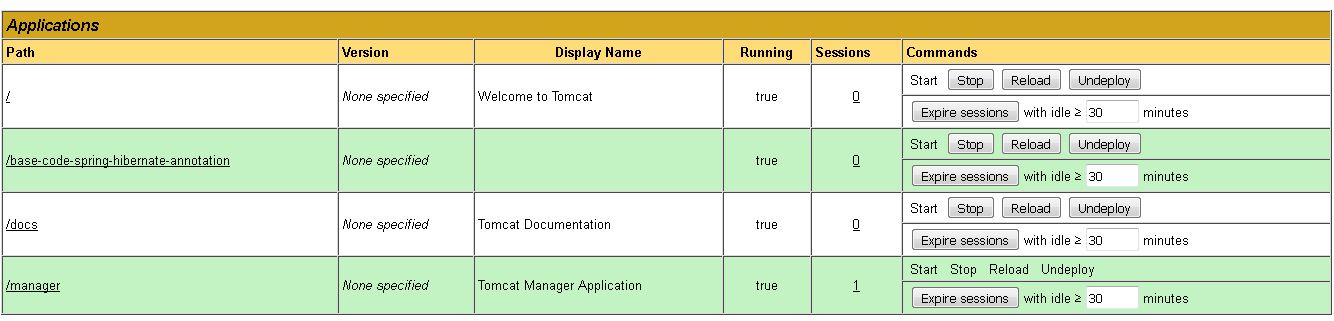 Applications
Path Version Display Name Running Sessions Commands
/ None specified Welcome to Tomcat true 0 Start Stop Reload Undeploy
Expire sessions with idle ≥ 30 minutes
/base-code-spring-hibernate-annotation None specified true 0 Start Stop Reload Undeploy
Expire sessions with idle ≥ 30 minutes
/docs None specified Tomcat Documentation true 0 Start Stop Reload Undeploy
Expire sessions with idle ≥ 30 minutes
/manager None specified Tomcat Manager Application true 1 Start Stop Reload Undeploy
Expire sessions with idle ≥ 30 minutes